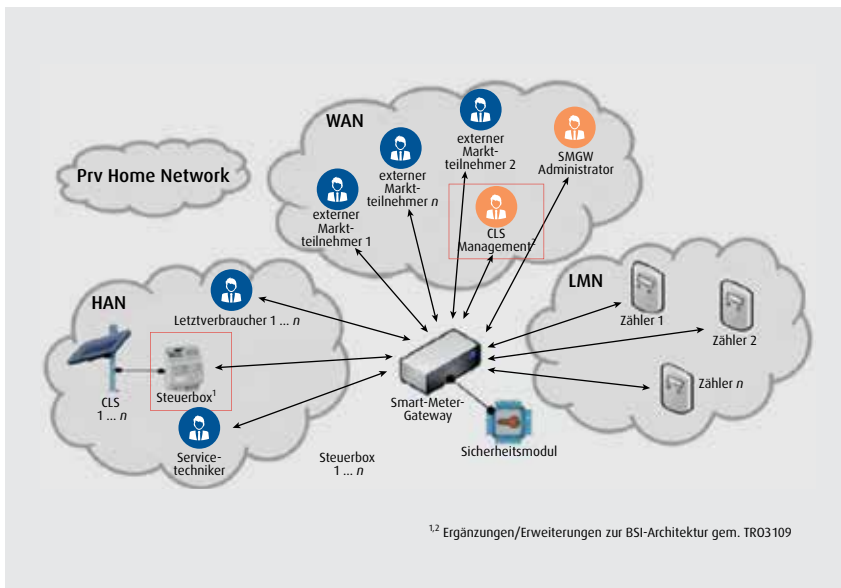 WAN
Prv Home Network
externer
Markt-
teilnehmer 1
externer
Markt-
teilnehmer n
externer
Markt-
teilnehmer 2
SMGW
Administrator
CLS
Management²
HAN
Letztverbraucher 1 ... n
CLS
1 ... n
Steuerbox¹
Service-
techniker
Steuerbox
1 ... n
Smart-Meter-
Gateway
Sicherheitsmodul
LMN
Zähler 1
Zähler 2
Zähler n
1,2 Ergänzungen/Erweiterungen zur BSI-Architektur gem. TRO3109